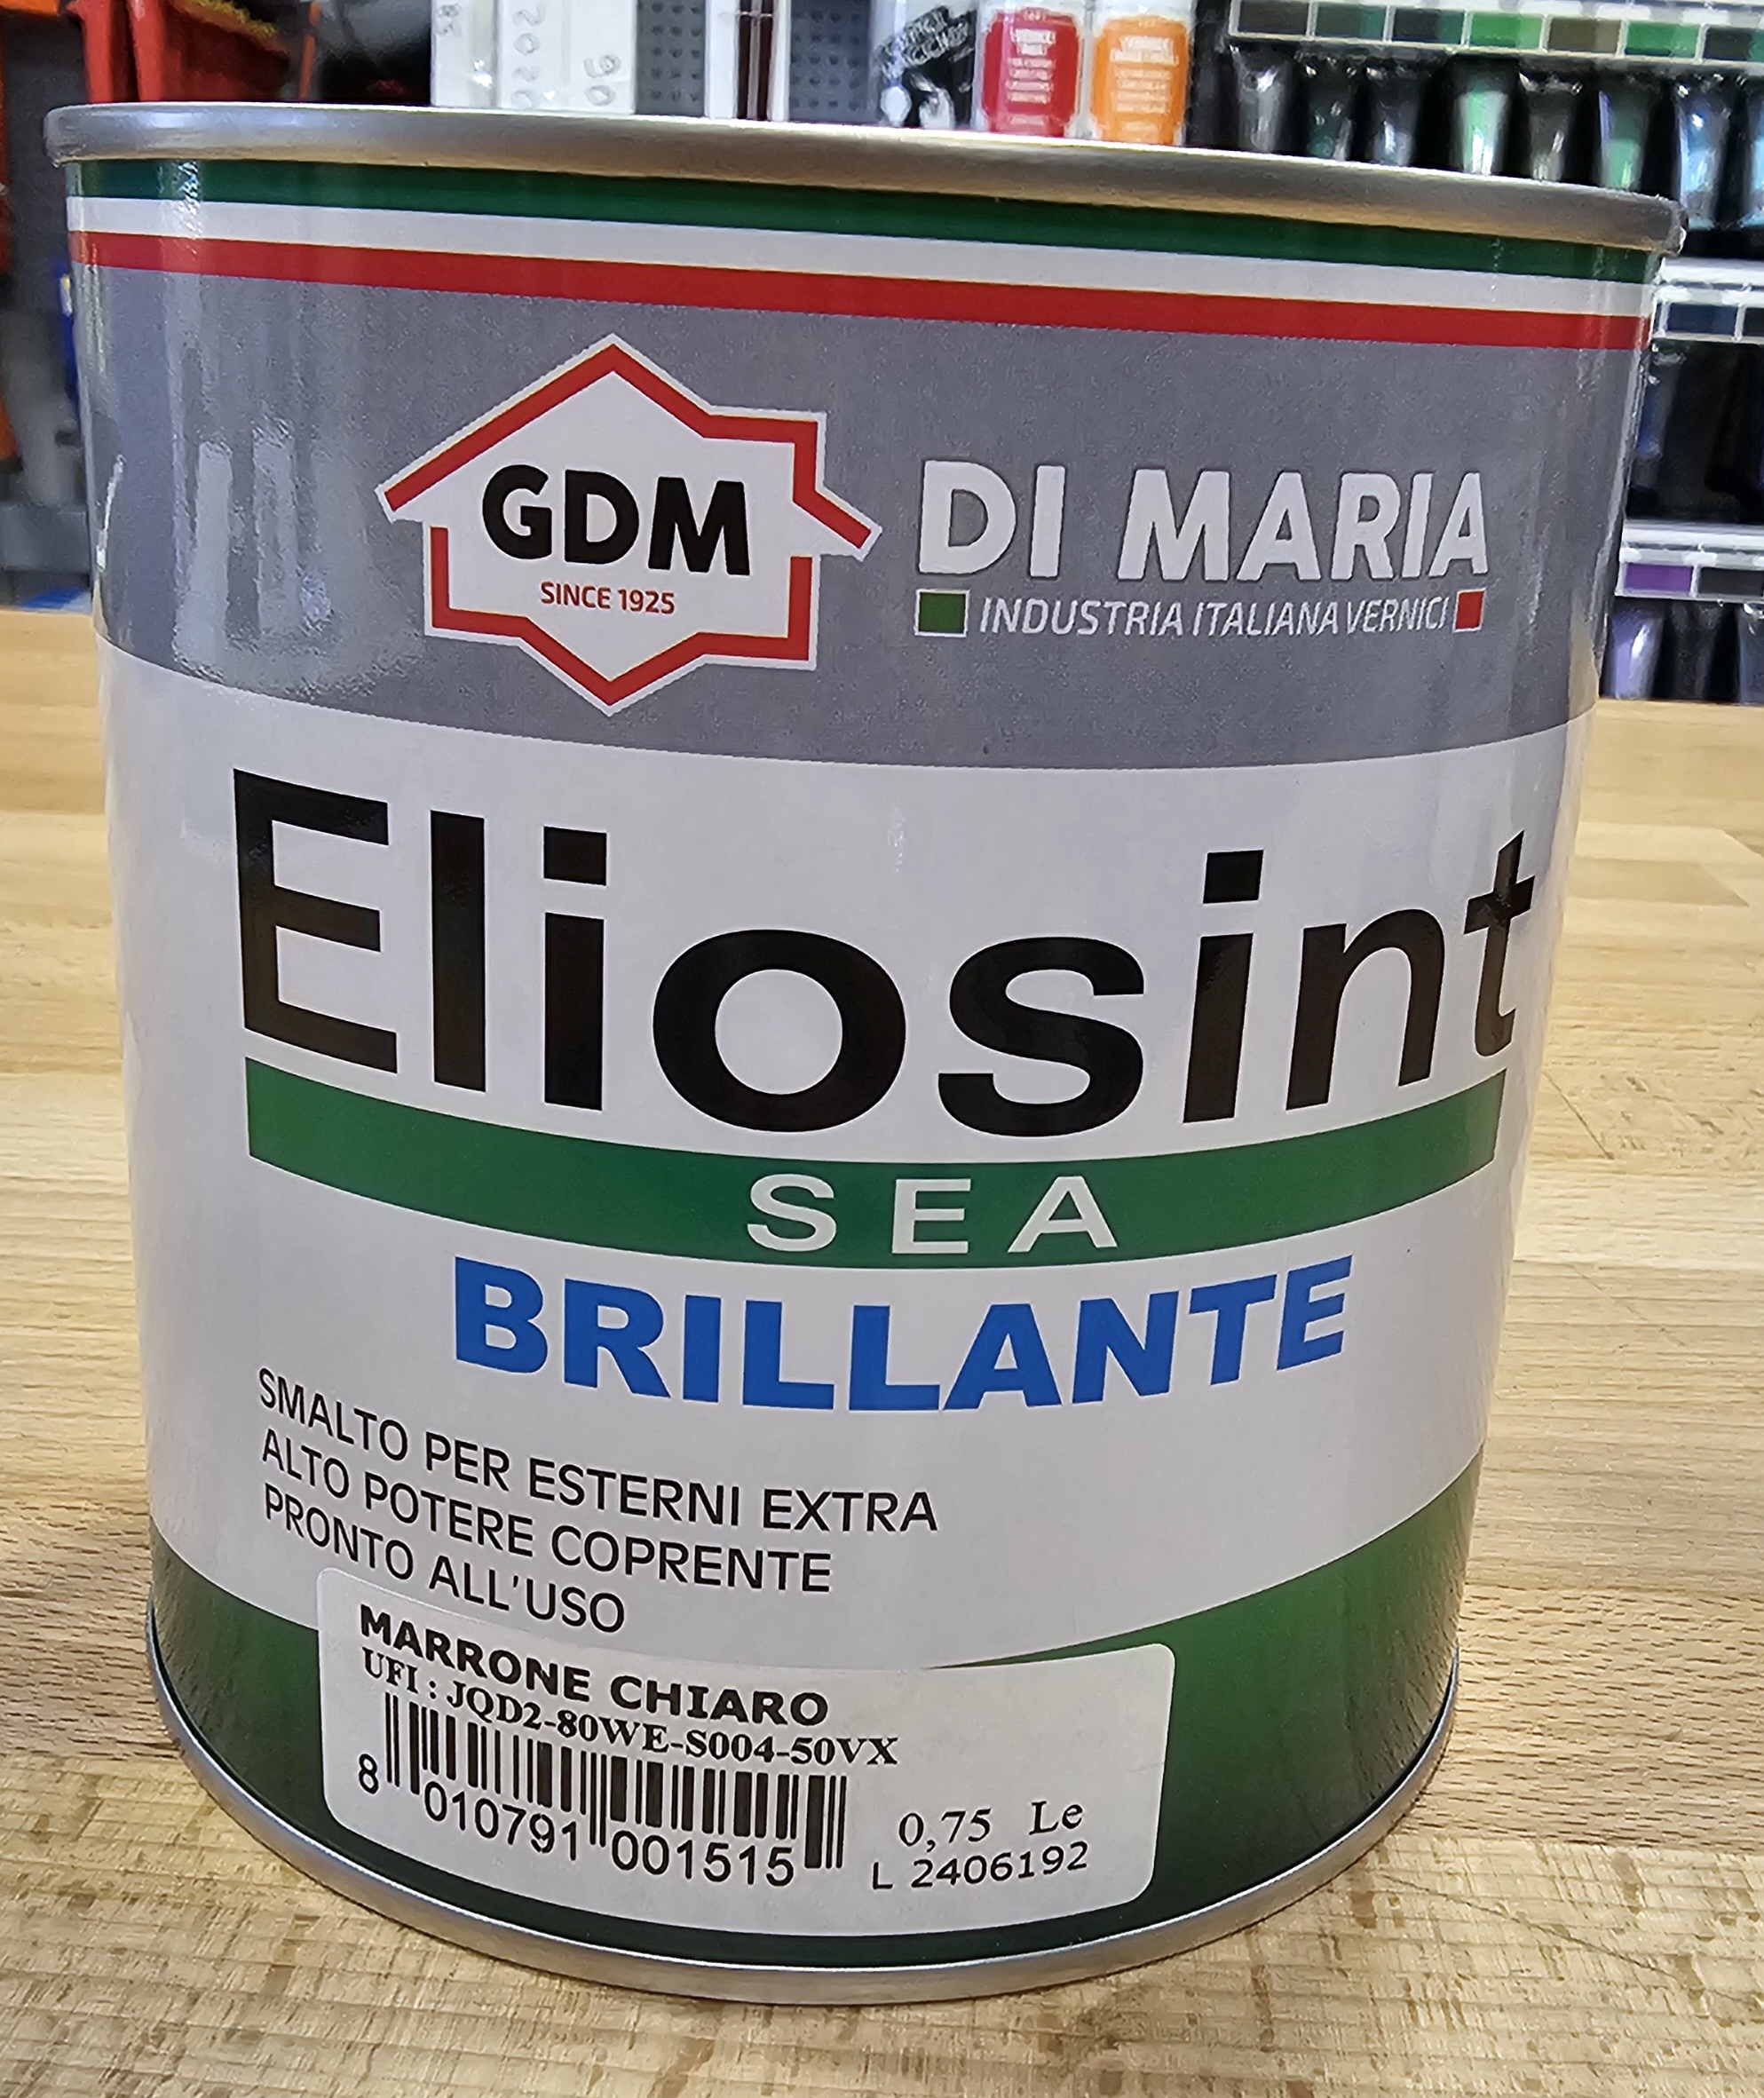 GDM
SINCE 1925
DI MARIA
INDUSTRIA ITALIANA VERNICI
Eliosint
SEA
BRILLANTE
SMALTO PER ESTERNI EXTRA
ALTO POTERE COPRENTE
PRONTO ALL'USO
MARRONE CHIARO
UFI : JQD2-80WE-S004-50VX
8 010791 001515
0,75 Le
L 2406192